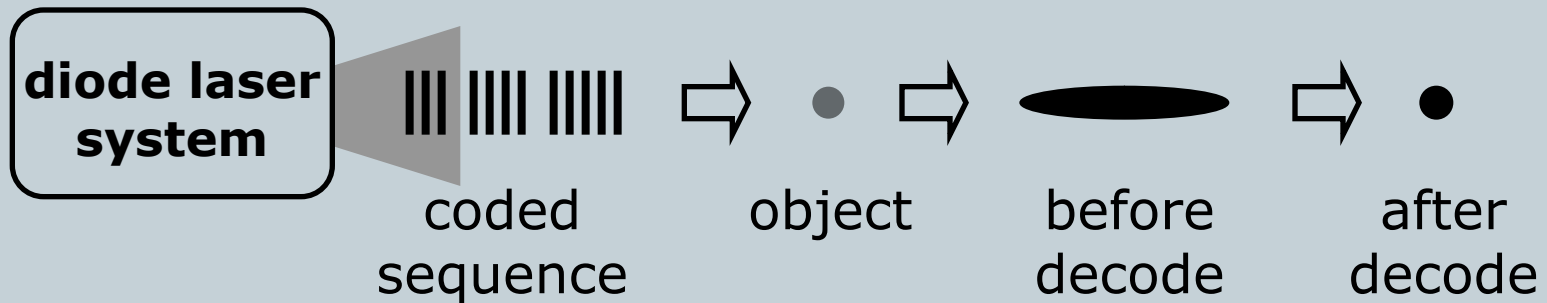 diode laser
system
coded
sequence
object
before
decode
after
decode